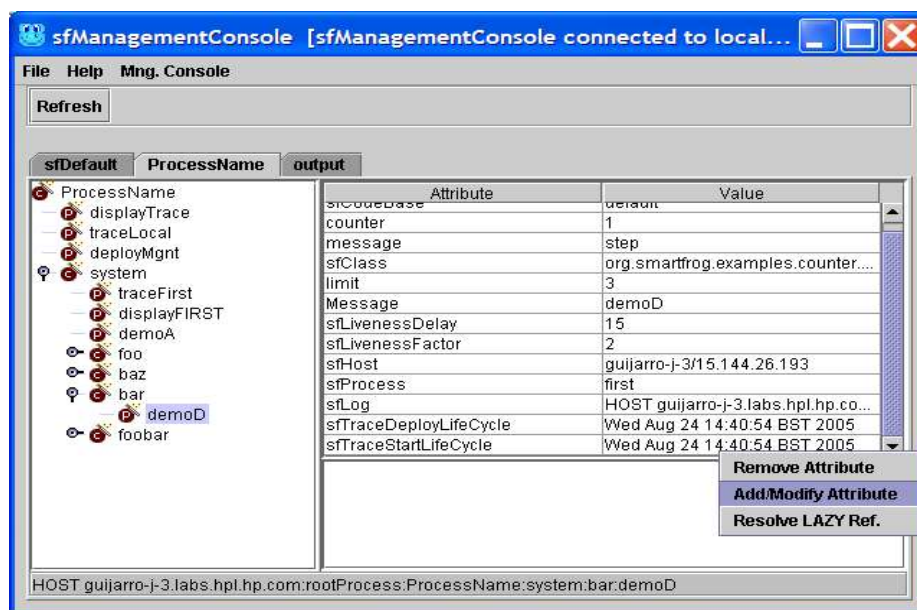 sfManagementConsole [sfManagementConsole connected to local...
File Help Mng. Console
Refresh
sfDefault ProcessName output
ProcessName
displayTrace
traceLocal
deployMgnt
system
traceFirst
displayFIRST
demoA
foo
baz
bar
demoD
foobar
Attribute Value
sfCodeBase default
counter 1
message step
sfClass org.smartfrog.examples.counter....
limit 3
Message demoD
sfLivenessDelay 15
sfLivenessFactor 2
sfHost guijarro-j-3/15.144.26.193
sfProcess first
sfLog HOST guijarro-j-3.labs.hpl.hp.co...
sfTraceDeployLifeCycle Wed Aug 24 14:40:54 BST 2005
sfTraceStartLifeCycle Wed Aug 24 14:40:54 BST 2005
Remove Attribute
Add/Modify Attribute
Resolve LAZY Ref.
HOST guijarro-j-3.labs.hpl.hp.com:rootProcess:ProcessName:system:bar:demoD